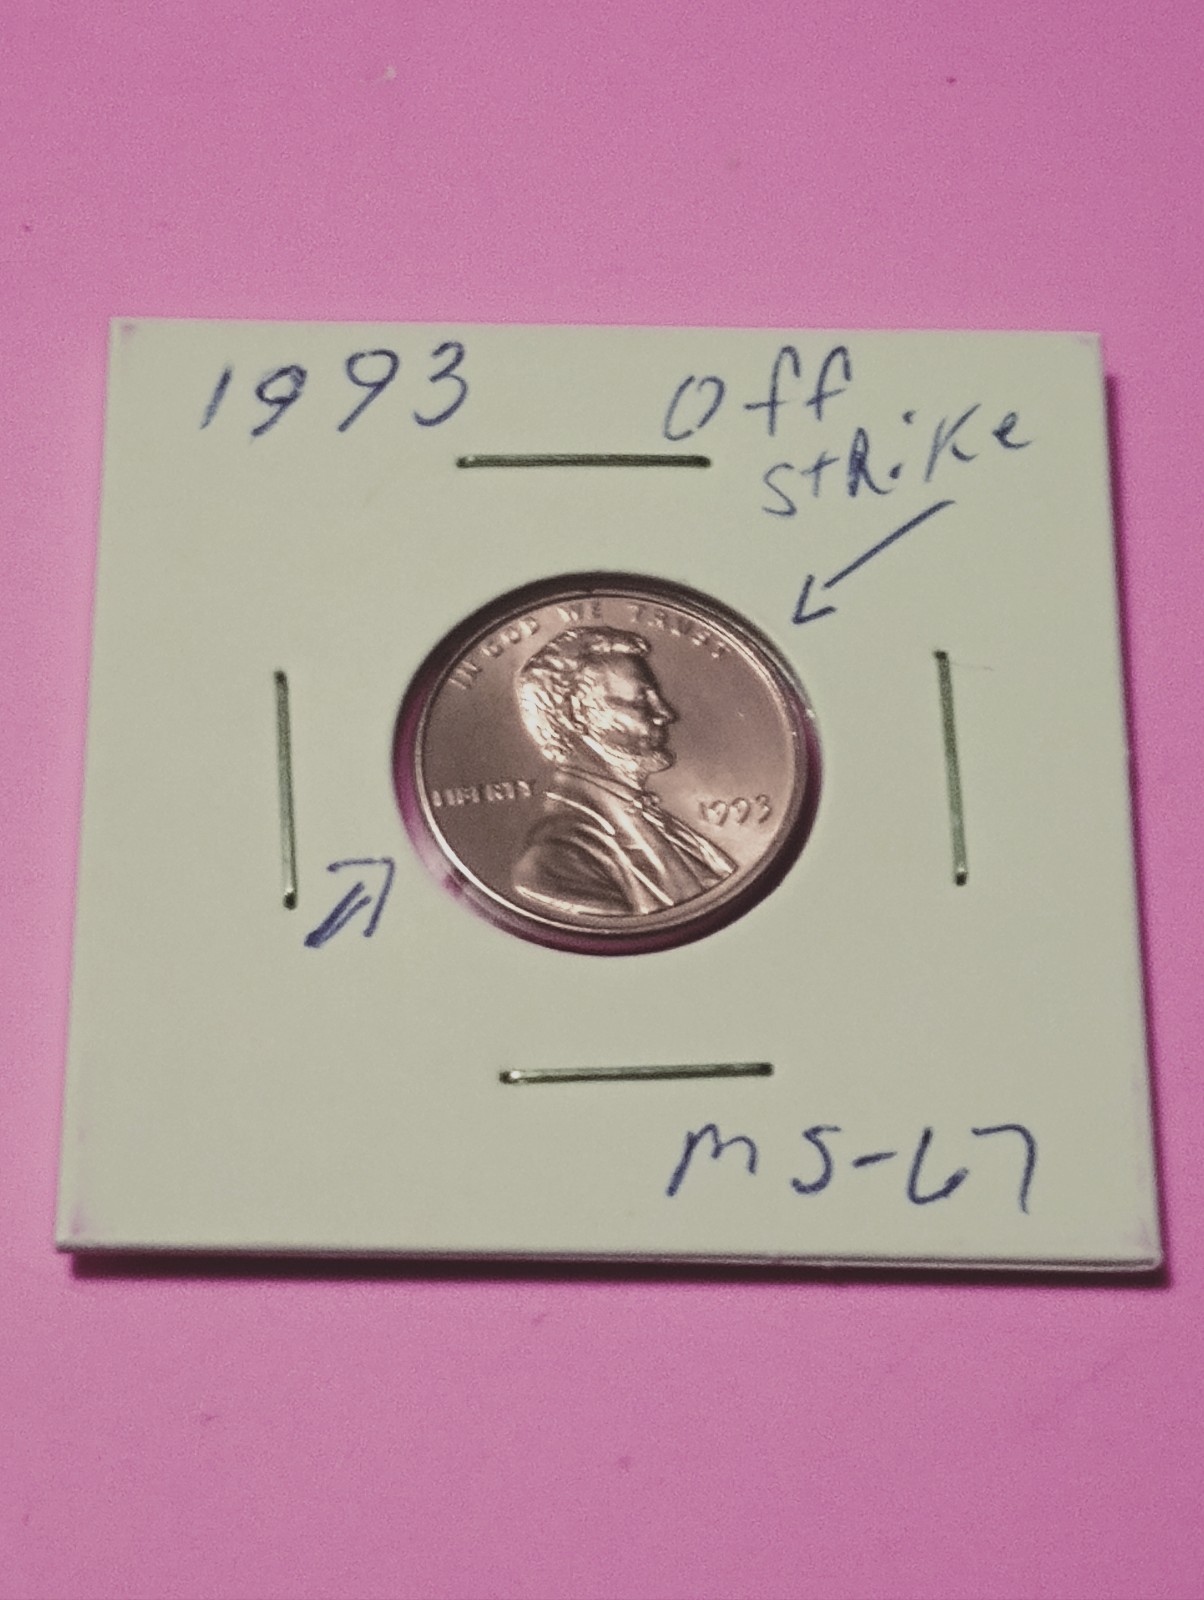 1993
Off
stRike
IN GOD WE TRUST
LIBERTY
1993
MS-67